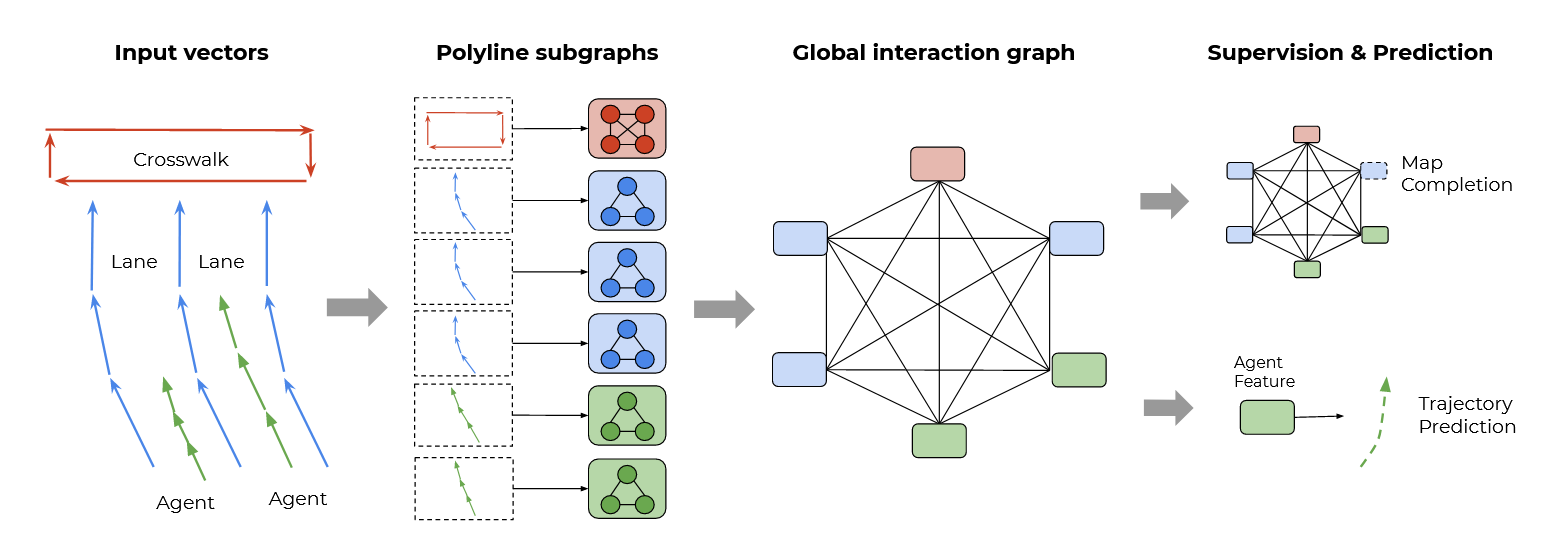 Input vectors
Polyline subgraphs
Global interaction graph
Supervision & Prediction
Crosswalk
Lane
Lane
Agent
Agent
Map
Completion
Agent
Feature
Trajectory
Prediction